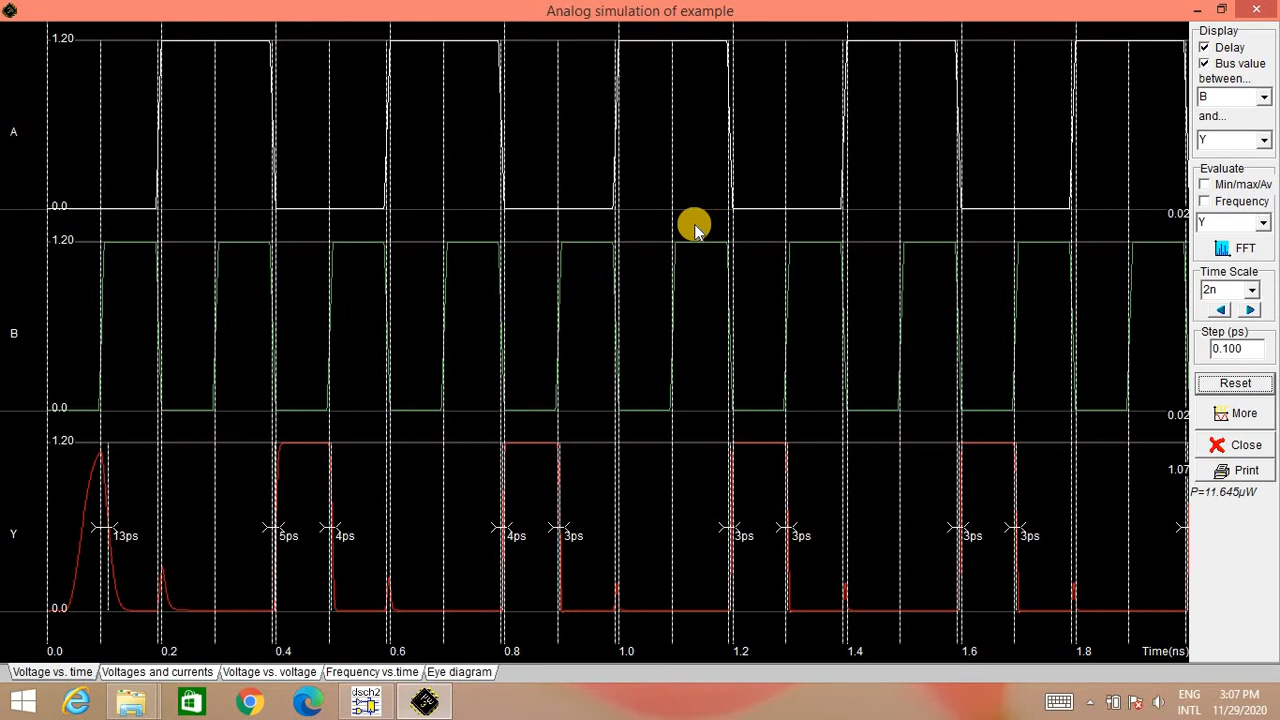 Analog simulation of example
1.20
A
0.0
0.02
1.20
B
0.0
0.02
1.20
1.07
Y
13ps
5ps
4ps
4ps
3ps
3ps
3ps
3ps
3ps
0.0
0.0
0.2
0.4
0.6
0.8
1.0
1.2
1.4
1.6
1.8
Time(ns)
Display
Delay
Bus value
between...
B
and...
Y
Evaluate
Min/max/Av
Frequency
Y
FFT
Time Scale
2n
Step (ps)
0.100
Reset
More
Close
Print
P=11.645µW
Voltage vs. time
Voltages and currents
Voltage vs. voltage
Frequency vs.time
Eye diagram
dsch2
ENG
INTL
3:07 PM
11/29/2020